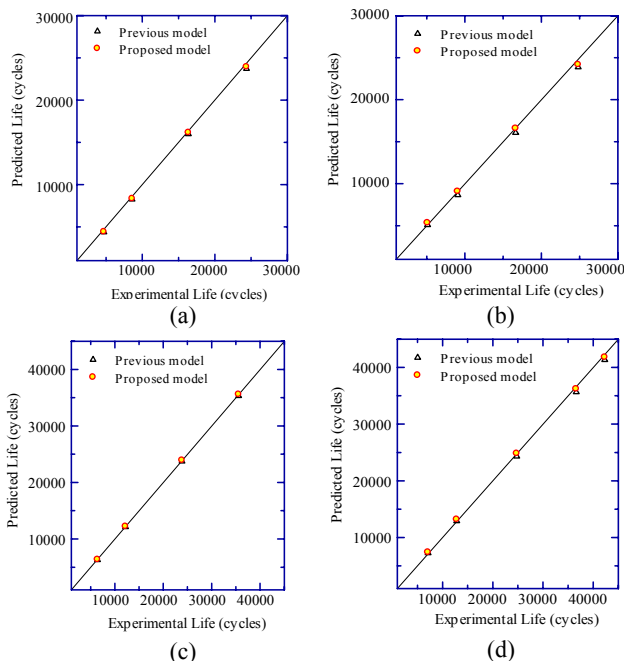 30000
Previous model
Proposed model
20000
10000
Predicted Life (cycles)
10000 20000 30000
Experimental Life (cycles)
(a)
30000
Previous model
Proposed model
20000
10000
Predicted Life (cycles)
10000 20000 30000
Experimental Life (cycles)
(b)
Previous model
Proposed model
40000
30000
20000
10000
Predicted Life (cycles)
10000 20000 30000 40000
Experimental Life (cycles)
(c)
Previous model
Proposed model
40000
30000
20000
10000
Predicted Life (cycles)
10000 20000 30000 40000
Experimental Life (cycles)
(d)